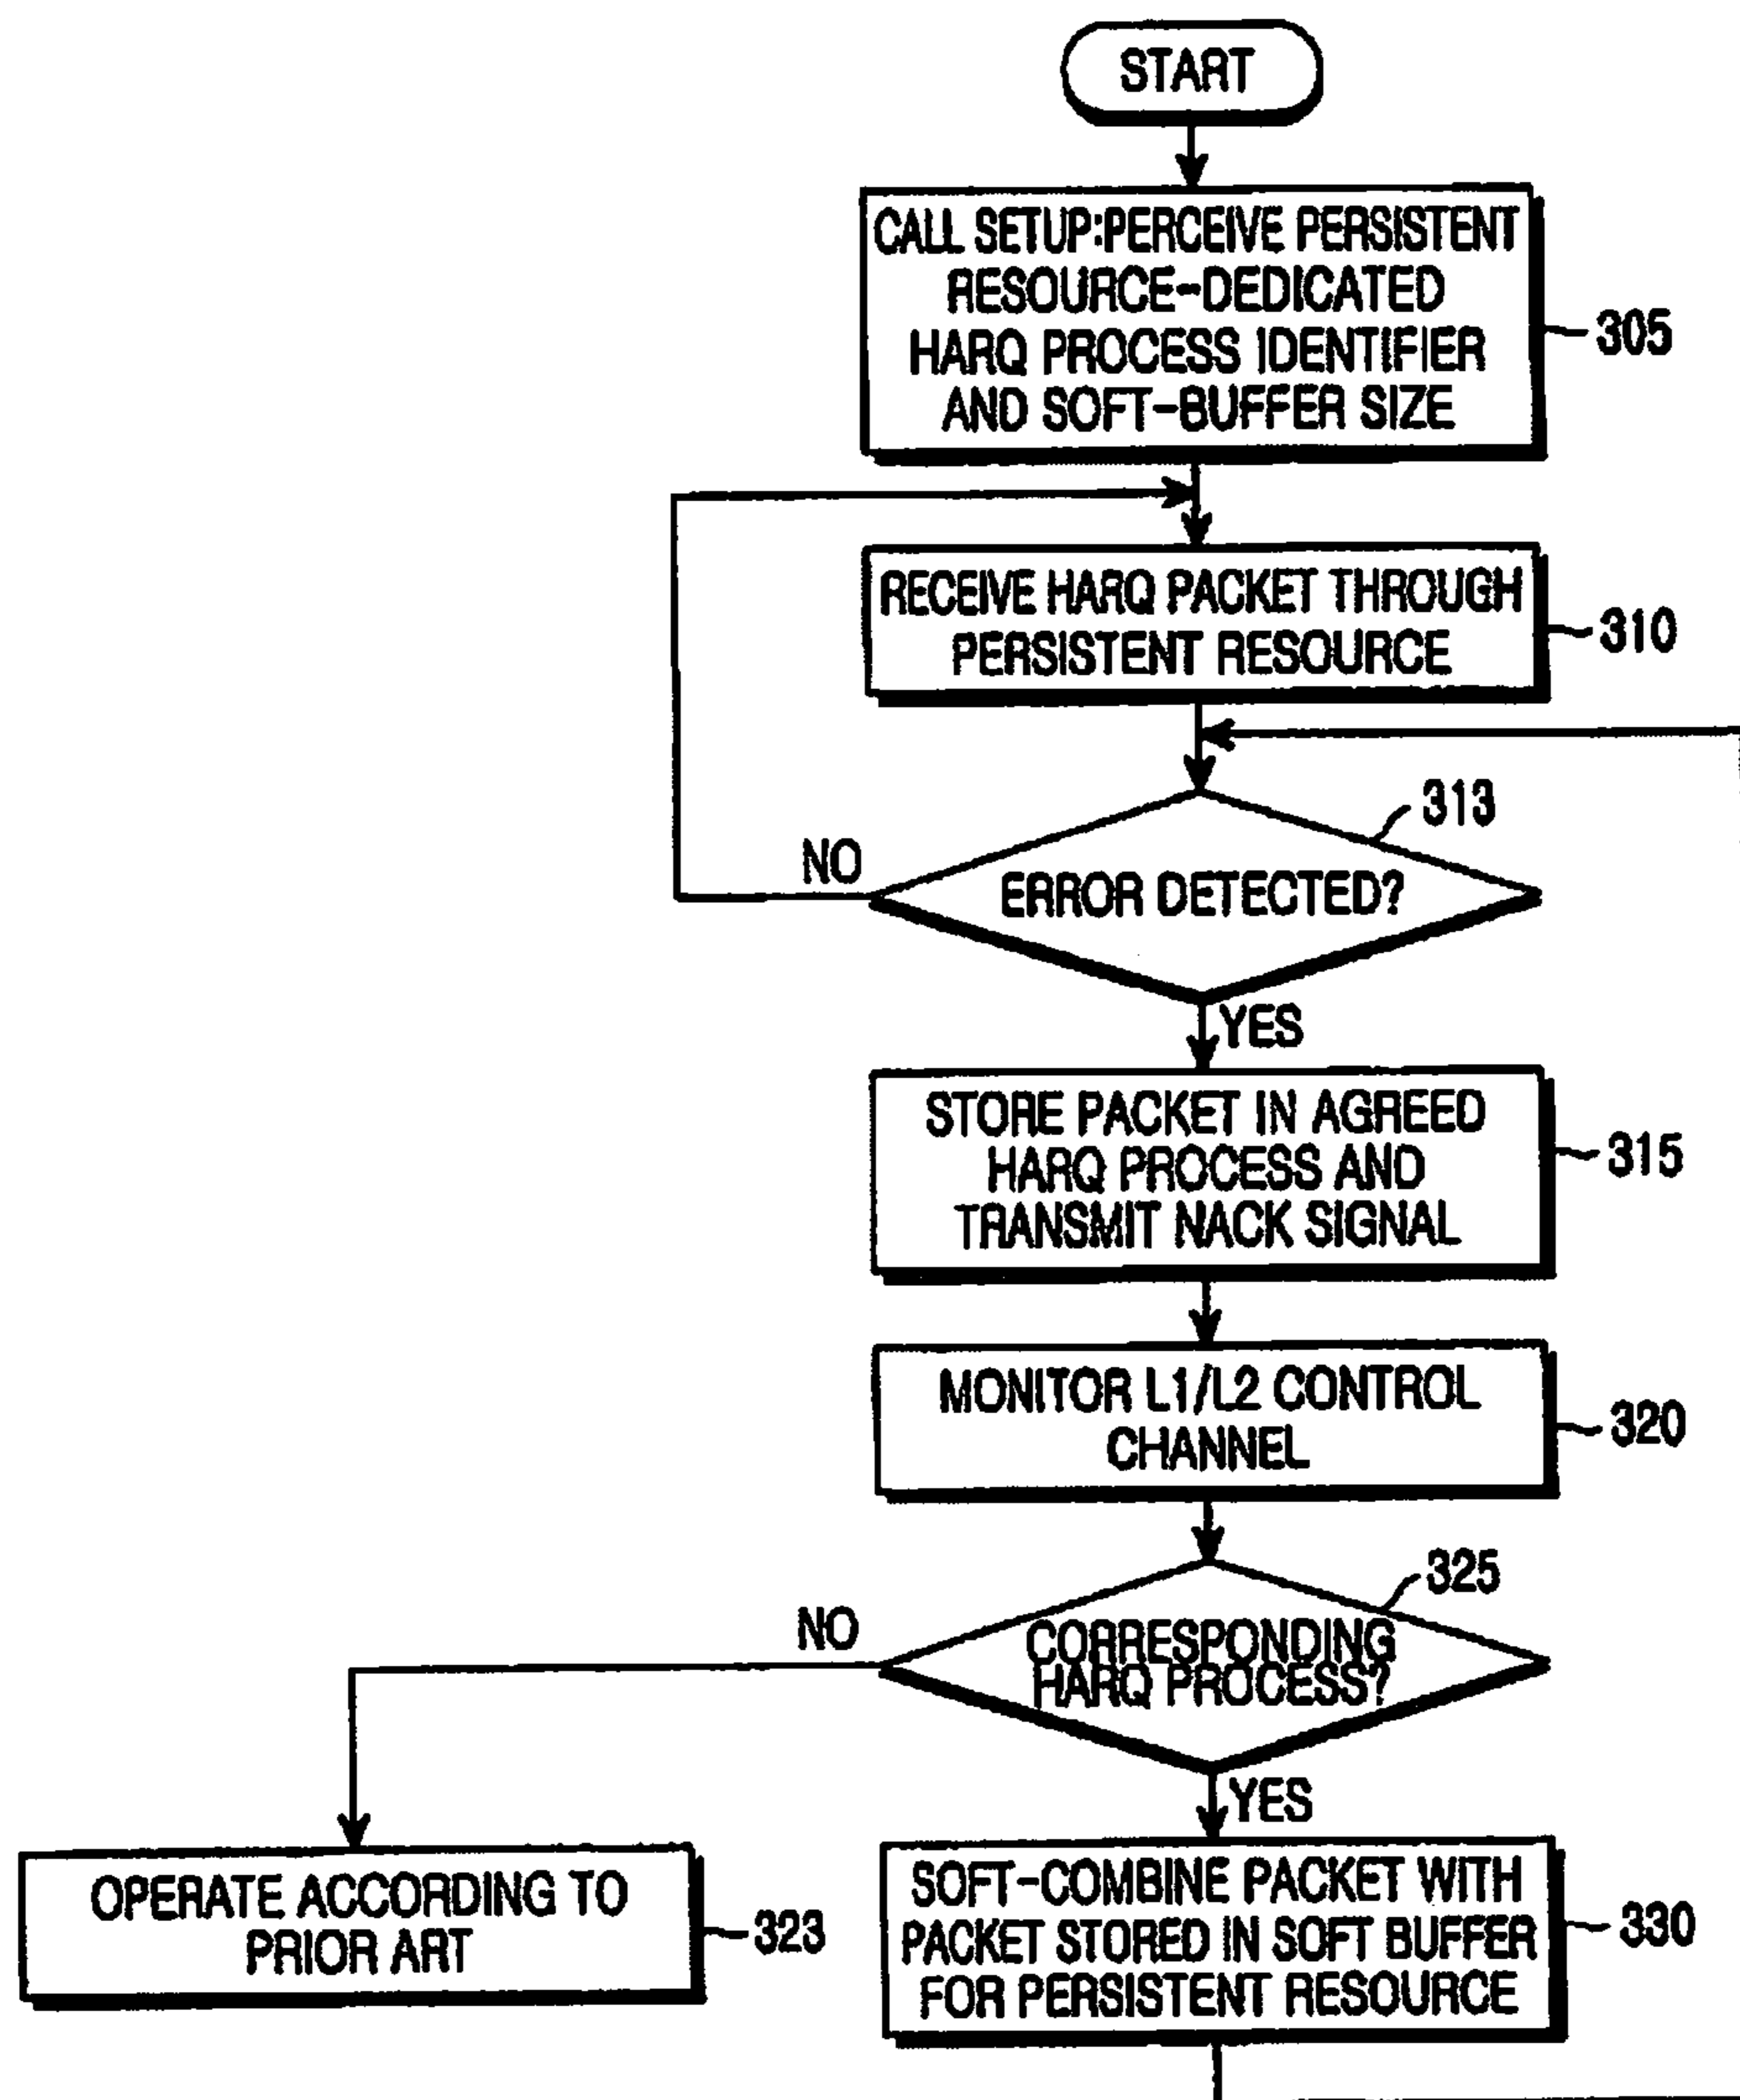 START
CALL SETUP:PERCEIVE PERSISTENT
RESOURCE-DEDICATED
HARQ PROCESS IDENTIFIER
AND SOFT-BUFFER SIZE
305
RECEIVE HARQ PACKET THROUGH
PERSISTENT RESOURCE
310
313
NO
ERROR DETECTED?
YES
STORE PACKET IN AGREED
HARQ PROCESS AND
TRANSMIT NACK SIGNAL
315
MONITOR L1/L2 CONTROL
CHANNEL
320
325
NO
CORRESPONDING
HARQ PROCESS?
YES
OPERATE ACCORDING TO
PRIOR ART
323
SOFT-COMBINE PACKET WITH
PACKET STORED IN SOFT BUFFER
FOR PERSISTENT RESOURCE
330